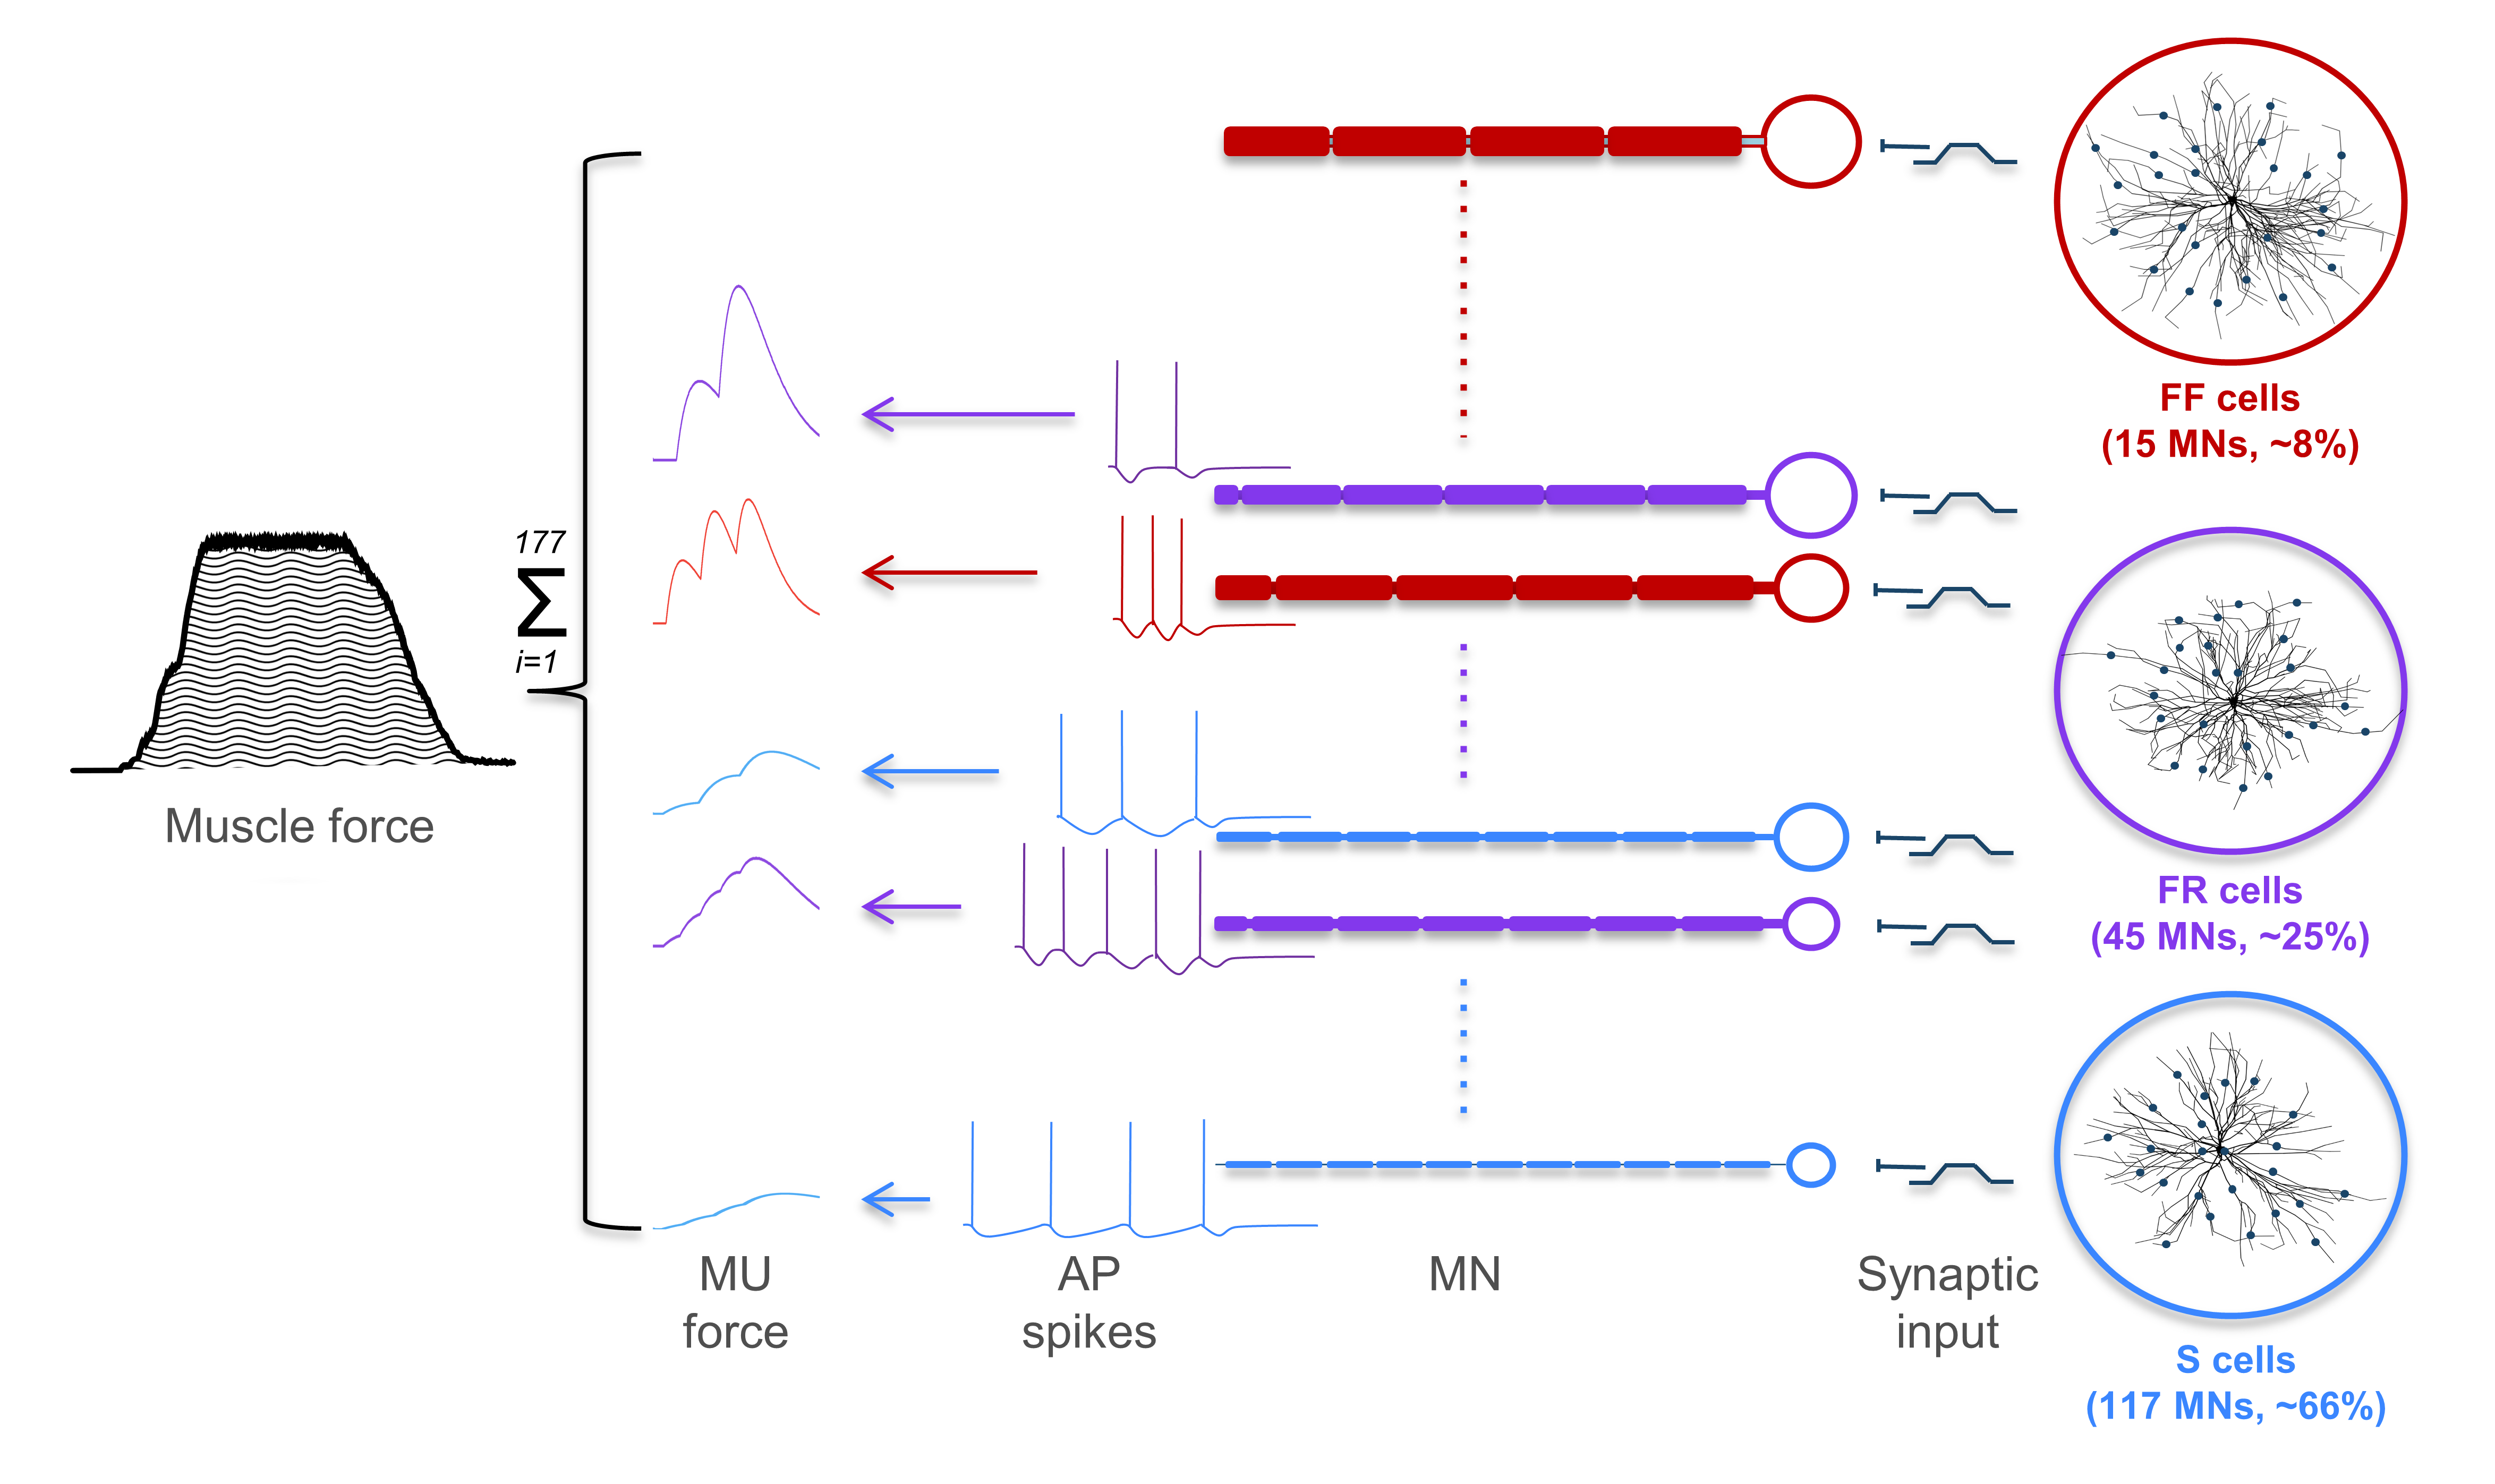 FF cells
(15 MNs, ~8%)
177
Σ
i=1
Muscle force
FR cells
(45 MNs, ~25%)
MU
force
AP
spikes
MN
Synaptic
input
S cells
(117 MNs, ~66%)